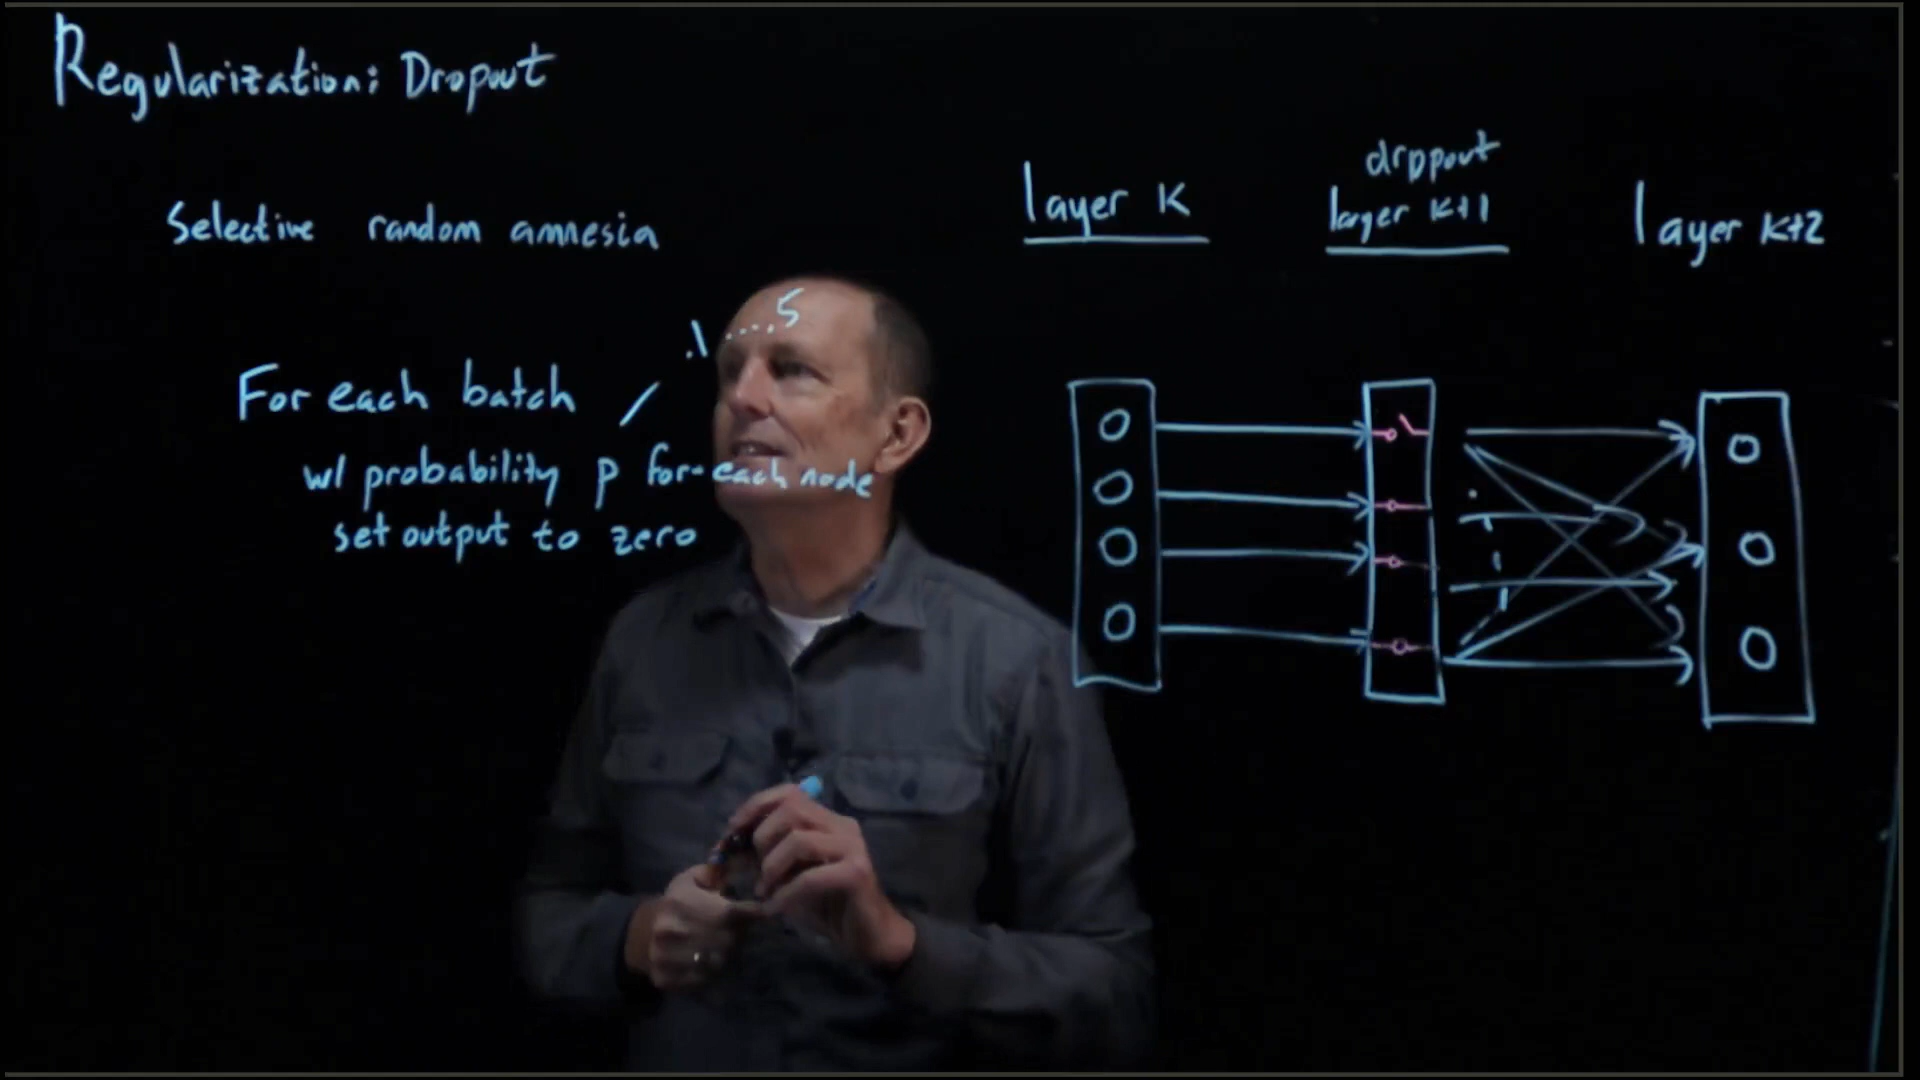 Regularization: Dropout
Selective random amnesia
.1 ....5
For each batch
w/ probability p for each node
set output to zero
layer K
dropout
layer K+1
layer K+2